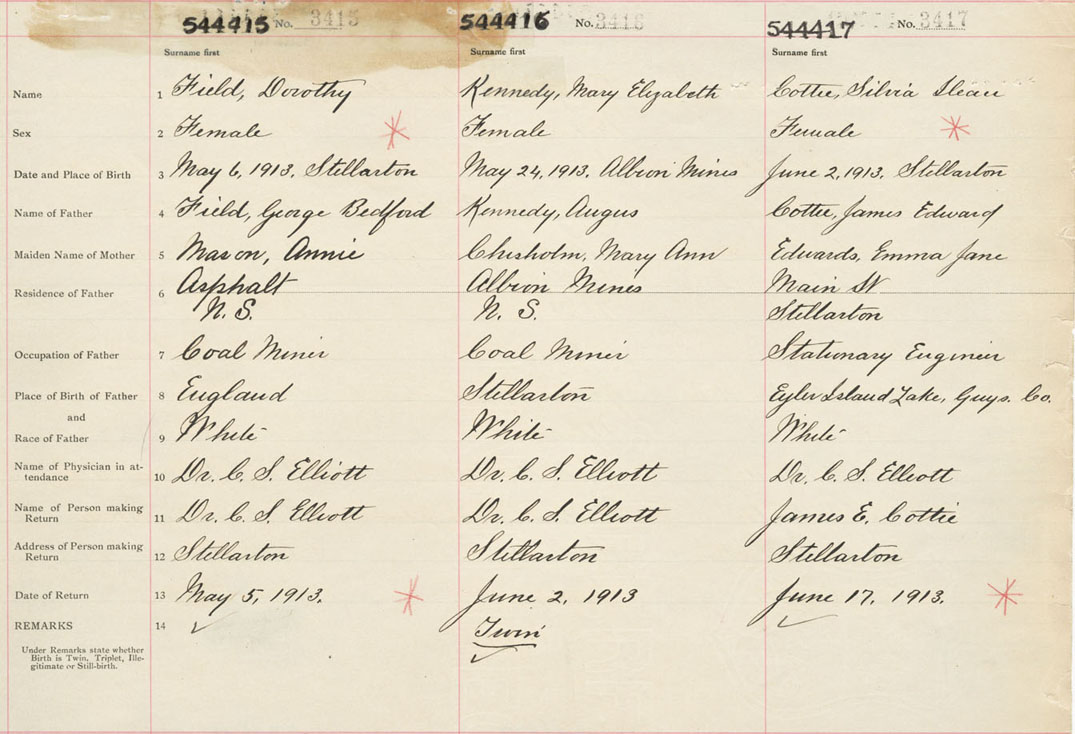 544415 No. 3415 544416 No. 3416 544417 No. 3417
Surname first Surname first Surname first
Name 1 Field, Dorothy Kennedy, Mary Elizabeth Cottie, Silvia
Sex 2 Female Female Female
Date and Place of Birth 3 May 6, 1913. Stellarton May 24, 1913. Albion Mines June 2, 1913. Stellarton
Name of Father 4 Field, George Bedford Kennedy, Angus Cottie, James Edward
Maiden Name of Mother 5 Mason, Annie Chisholm, Mary Ann Edwards, Emma Jane
Residence of Father 6 Asphalt Albion Mines Main St
N. S. N. S. Stellarton
Occupation of Father 7 Coal Miner Coal Miner Stationary Engineer
Place of Birth of Father 8 England Stellarton Island Lake, Guys. Co.
and
Race of Father 9 White White White
Name of Physician in at-
tendance 10 Dr. C. S. Elliott Dr. C. S. Elliott Dr. C. S. Elliott
Name of Person making
Return 11 Dr. C. S. Elliott Dr. C. S. Elliott James E. Cottie
Address of Person making
Return 12 Stellarton Stellarton Stellarton
Date of Return 13 May 5, 1913. June 2, 1913 June 17, 1913.
REMARKS 14 Twin
Under Remarks state whether
Birth is Twin, Triplet, Ille-
gitimate or Still-birth.